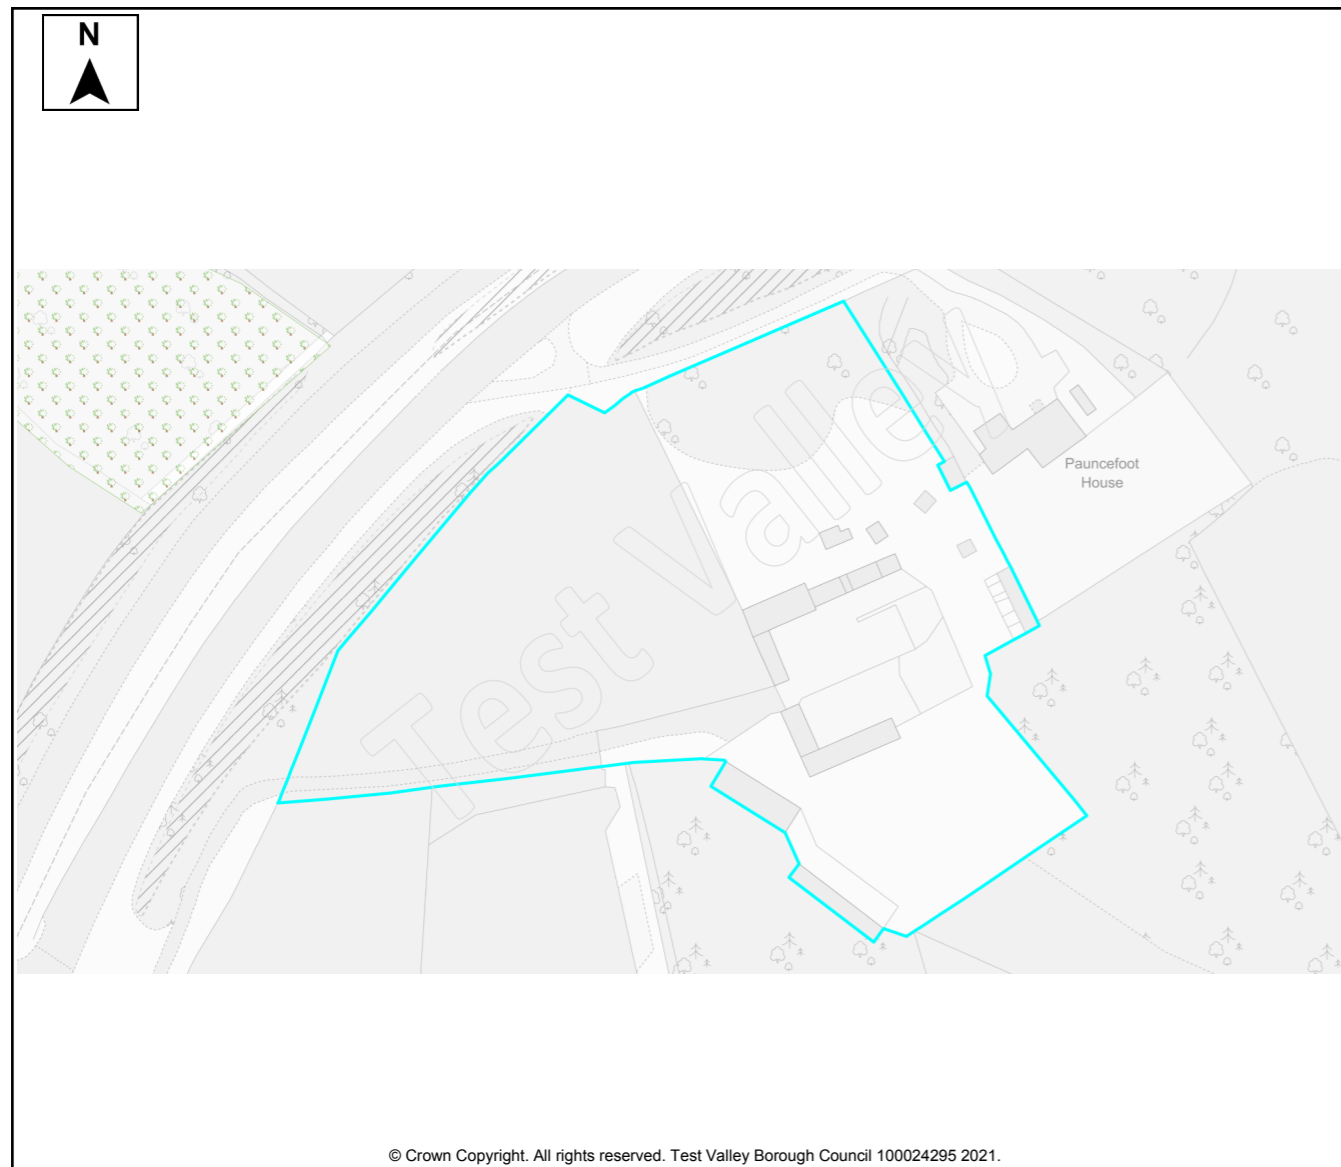 N
Test Valley
Pauncefoot
House
© Crown Copyright. All rights reserved. Test Valley Borough Council 100024295 2021.